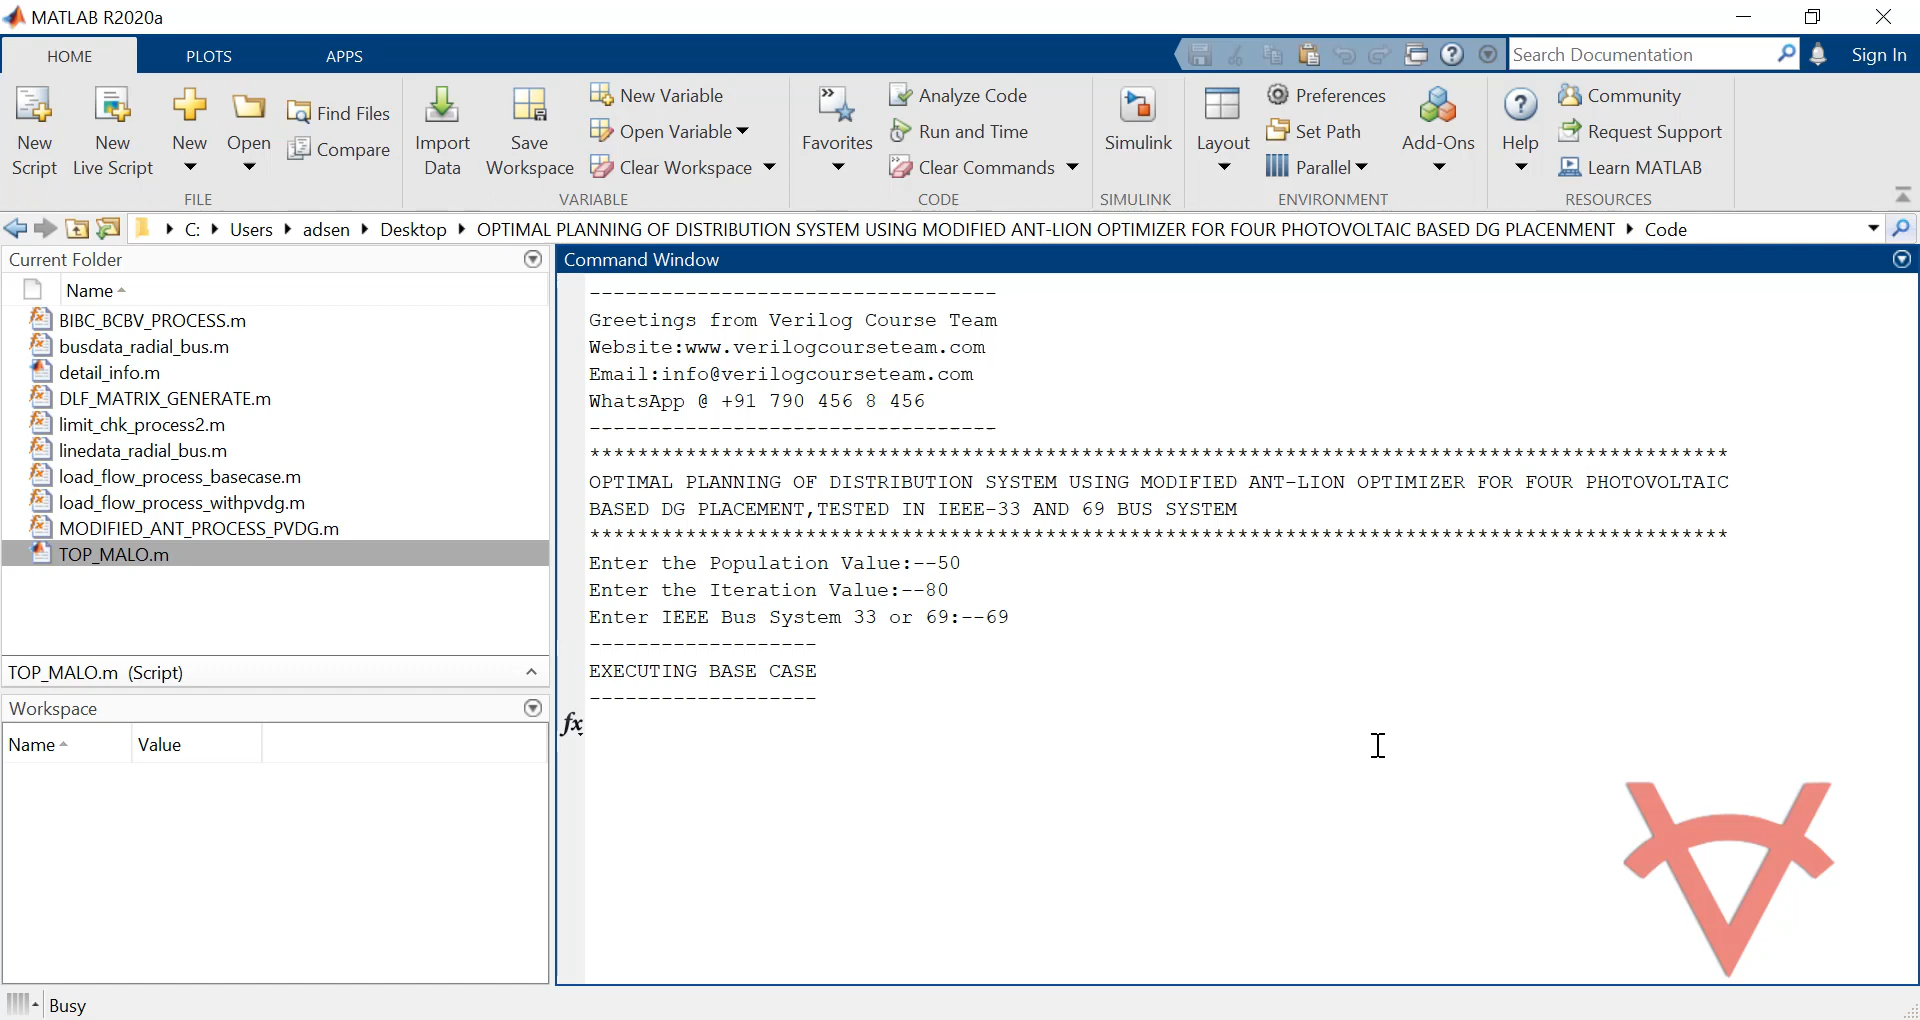 MATLAB R2020a
HOME PLOTS APPS
Search Documentation
Sign In
New Script
New Live Script
New
Open
Find Files
Compare
FILE
Import Data
Save Workspace
New Variable
Open Variable
Clear Workspace
VARIABLE
Favorites
Analyze Code
Run and Time
Clear Commands
CODE
Simulink
SIMULINK
Layout
Preferences
Set Path
Parallel
Add-Ons
ENVIRONMENT
Help
Community
Request Support
Learn MATLAB
RESOURCES
C: Users adsen Desktop OPTIMAL PLANNING OF DISTRIBUTION SYSTEM USING MODIFIED ANT-LION OPTIMIZER FOR FOUR PHOTOVOLTAIC BASED DG PLACENMENT Code
Current Folder
Name
BIBC_BCBV_PROCESS.m
busdata_radial_bus.m
detail_info.m
DLF_MATRIX_GENERATE.m
limit_chk_process2.m
linedata_radial_bus.m
load_flow_process_basecase.m
load_flow_process_withpvdg.m
MODIFIED_ANT_PROCESS_PVDG.m
TOP_MALO.m
TOP_MALO.m (Script)
Workspace
Name Value
Command Window
----------------------------------
Greetings from Verilog Course Team
Website:www.verilogcourseteam.com
Email:info@verilogcourseteam.com
WhatsApp @ +91 790 456 8 456
----------------------------------
***********************************************************************************************
OPTIMAL PLANNING OF DISTRIBUTION SYSTEM USING MODIFIED ANT-LION OPTIMIZER FOR FOUR PHOTOVOLTAIC
BASED DG PLACEMENT,TESTED IN IEEE-33 AND 69 BUS SYSTEM
***********************************************************************************************
Enter the Population Value:--50
Enter the Iteration Value:--80
Enter IEEE Bus System 33 or 69:--69
-------------------
EXECUTING BASE CASE
-------------------
fx
Busy